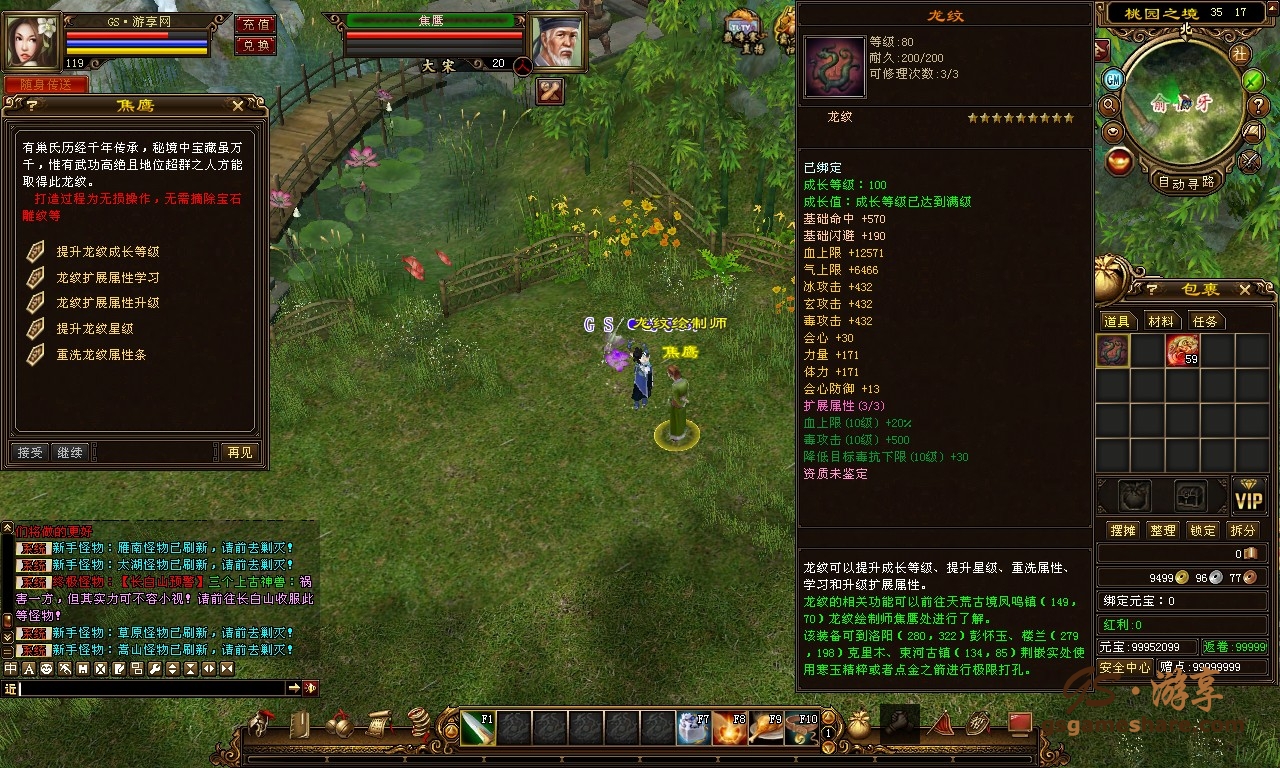 GS·游享网
充值
兑换
119
随身传送
焦鹰
大宋
20
焦鹰
有巢氏历经千年传承，秘境中宝藏虽万
千，惟有武功高绝且地位超群之人方能
取得此龙纹。
打造过程为无损操作，无需摘除宝石
雕纹等
提升龙纹成长等级
龙纹扩展属性学习
龙纹扩展属性升级
提升龙纹星级
重洗龙纹属性条
接受
继续
再见
龙纹绘制师
焦鹰
龙纹
等级:80
耐久:200/200
可修理次数:3/3
龙纹
★★★★★★★★★
已绑定
成长等级：100
成长值：成长等级已达到满级
基础命中 +570
基础闪避 +190
血上限 +12571
气上限 +6466
冰攻击 +432
玄攻击 +432
毒攻击 +432
会心 +30
力量 +171
体力 +171
会心防御 +13
扩展属性(3/3)
血上限(10级) +20%
毒攻击(10级) +500
降低目标毒抗下限(10级) +30
资质未鉴定
龙纹可以提升成长等级、提升星级、重洗属性、
学习和升级扩展属性。
龙纹的相关功能可以前往天荒古境凤鸣镇（149，
70）龙纹绘制师焦鹰处进行了解。
该装备可到洛阳（280，322）彭怀玉、楼兰（279
，198）克里木、束河古镇（134，85）荆嵌实处使
用寒玉精粹或者点金之箭进行极限打孔。
桃园之境 35 17
北
社
GM
自动寻路
包裹
道具
材料
任务
59
VIP
摆摊
整理
锁定
拆分
0
9499 96 77
绑定元宝：0
红利:0
元宝:99952099
返卷:99999
安全中心
赠点:99999999
们将做的更好
系统 新手怪物：雁南怪物已刷新，请前去剿灭！
系统 新手怪物：太湖怪物已刷新，请前去剿灭！
系统 终极怪物：【长白山预警】三个上古神兽：祸
害一方，但其实力可不容小视！请前往长白山收服此
等怪物！
系统 新手怪物：草原怪物已刷新，请前去剿灭！
系统 新手怪物：嵩山怪物已刷新，请前去剿灭！
近
F1
F7
F8
F9
F10
1
·游享